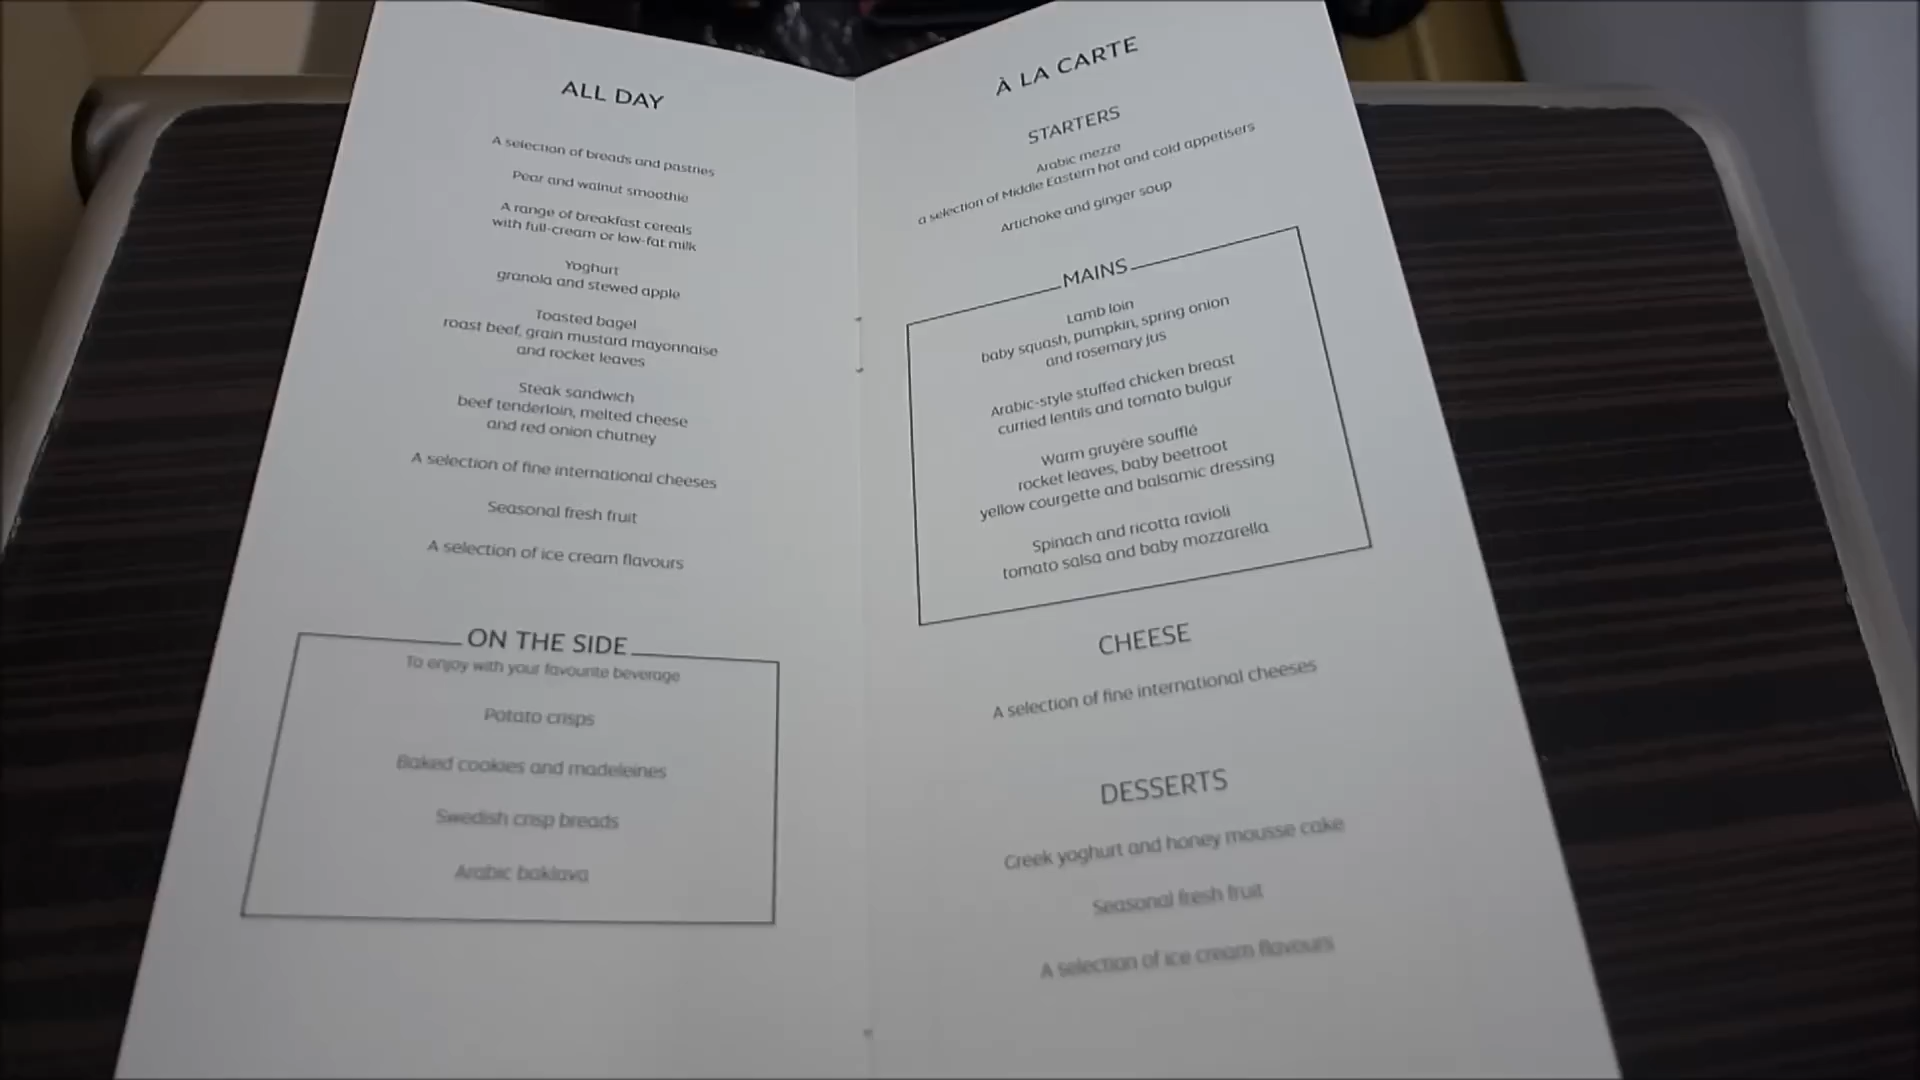 ALL DAY
A selection of breads and pastries
Pear and walnut smoothie
A range of breakfast cereals
with full-cream or low-fat milk
Yoghurt
granola and stewed apple
Toasted bagel
roast beef, grain mustard mayonnaise
and rocket leaves
Steak sandwich
beef tenderloin, melted cheese
and red onion chutney
A selection of fine international cheeses
Seasonal fresh fruit
A selection of ice cream flavours
ON THE SIDE
To enjoy with your favourite beverage
Potato crisps
Baked cookies and madeleines
Swedish crisp breads
Arabic baklava
À LA CARTE
STARTERS
Arabic mezze
a selection of Middle Eastern hot and cold appetisers
Artichoke and ginger soup
MAINS
Lamb loin
baby squash, pumpkin, spring onion
and rosemary jus
Arabic-style stuffed chicken breast
curried lentils and tomato bulgur
Warm gruyère soufflé
rocket leaves, baby beetroot
yellow courgette and balsamic dressing
Spinach and ricotta ravioli
tomato salsa and baby mozzarella
CHEESE
A selection of fine international cheeses
DESSERTS
Greek yoghurt and honey mousse cake
Seasonal fresh fruit
A selection of ice cream flavours